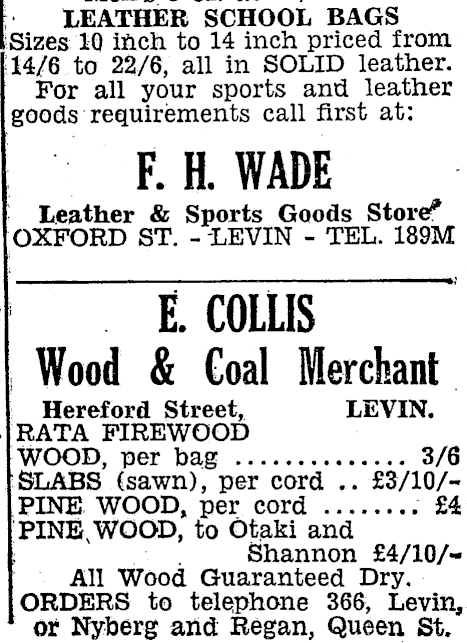 LEATHER SCHOOL BAGS
Sizes 10 inch to 14 inch priced from
14/6 to 22/6, all in SOLID leather.
For all your sports and leather
goods requirements call first at:
F. H. WADE
Leather & Sports Goods Store
OXFORD ST. - LEVIN - TEL. 189M
E. COLLIS
Wood & Coal Merchant
Hereford Street, LEVIN.
RATA FIREWOOD
WOOD, per bag .............. 3/6
SLABS (sawn), per cord .. £3/10/-
PINE WOOD, per cord ........ £4
PINE WOOD, to Otaki and
Shannon £4/10/-
All Wood Guaranteed Dry.
ORDERS to telephone 366, Levin,
or Nyberg and Regan, Queen St.